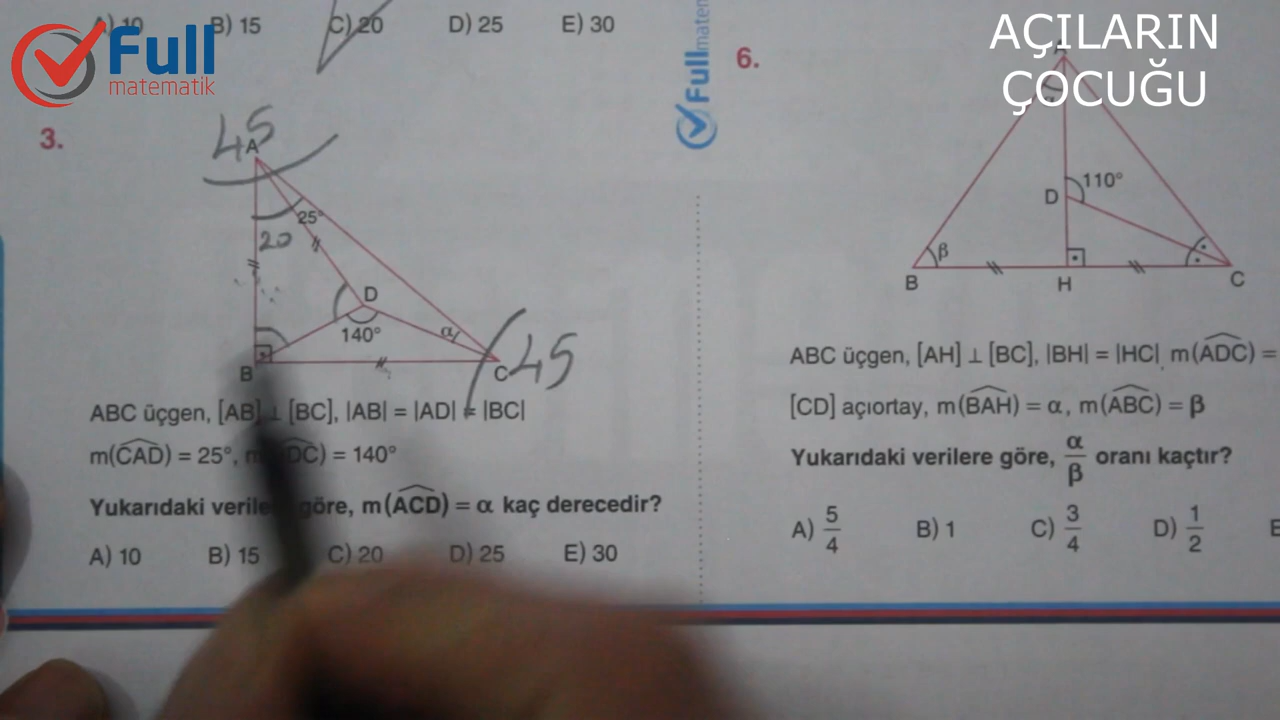 A) 10 B) 15 C) 20 D) 25 E) 30
Full
matematik
3.
45
A
25°
20
D
140°
α
B
C
45
ABC üçgen, [AB] ⊥ [BC], |AB| = |AD| = |BC|
m(CAD) = 25°, DC) = 140°
Yukarıdaki göre, m(ACD) = α kaç derecedir?
A) 10 B) 15 C) 20 D) 25 E) 30
Full
6.
AÇILARIN
ÇOCUĞU
110°
D
β
B
H
C
ABC üçgen, [AH] ⊥ [BC], |BH| = |HC|, m(ADC) =
[CD] açıortay, m(BAH) = α, m(ABC) = β
Yukarıdaki verilere göre, α/β oranı kaçtır?
A) 5/4 B) 1 C) 3/4 D) 1/2 E